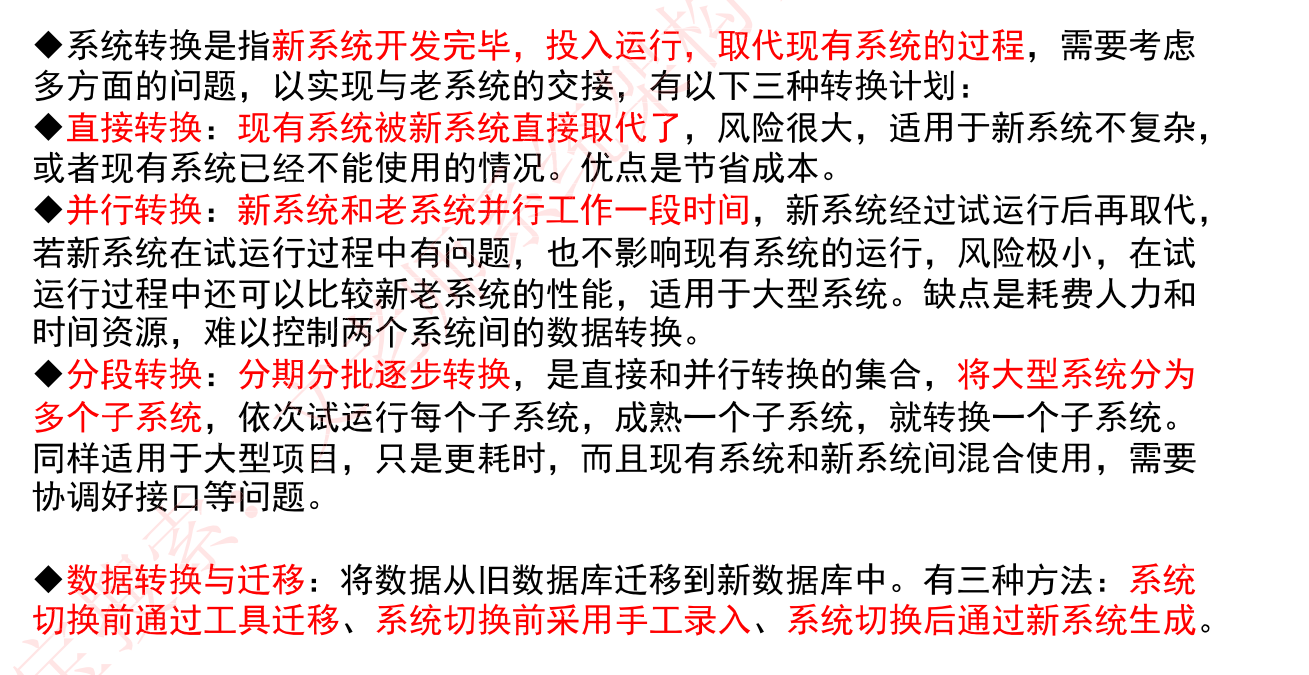 ◆系统转换是指新系统开发完毕，投入运行，取代现有系统的过程，需要考虑
多方面的问题，以实现与老系统的交接，有以下三种转换计划：
◆直接转换：现有系统被新系统直接取代了，风险很大，适用于新系统不复杂，
或者现有系统已经不能使用的情况。优点是节省成本。
◆并行转换：新系统和老系统并行工作一段时间，新系统经过试运行后再取代，
若新系统在试运行过程中有问题，也不影响现有系统的运行，风险极小，在试
运行过程中还可以比较新老系统的性能，适用于大型系统。缺点是耗费人力和
时间资源，难以控制两个系统间的数据转换。
◆分段转换：分期分批逐步转换，是直接和并行转换的集合，将大型系统分为
多个子系统，依次试运行每个子系统，成熟一个子系统，就转换一个子系统。
同样适用于大型项目，只是更耗时，而且现有系统和新系统间混合使用，需要
协调好接口等问题。
◆数据转换与迁移：将数据从旧数据库迁移到新数据库中。有三种方法：系统
切换前通过工具迁移、系统切换前采用手工录入、系统切换后通过新系统生成。